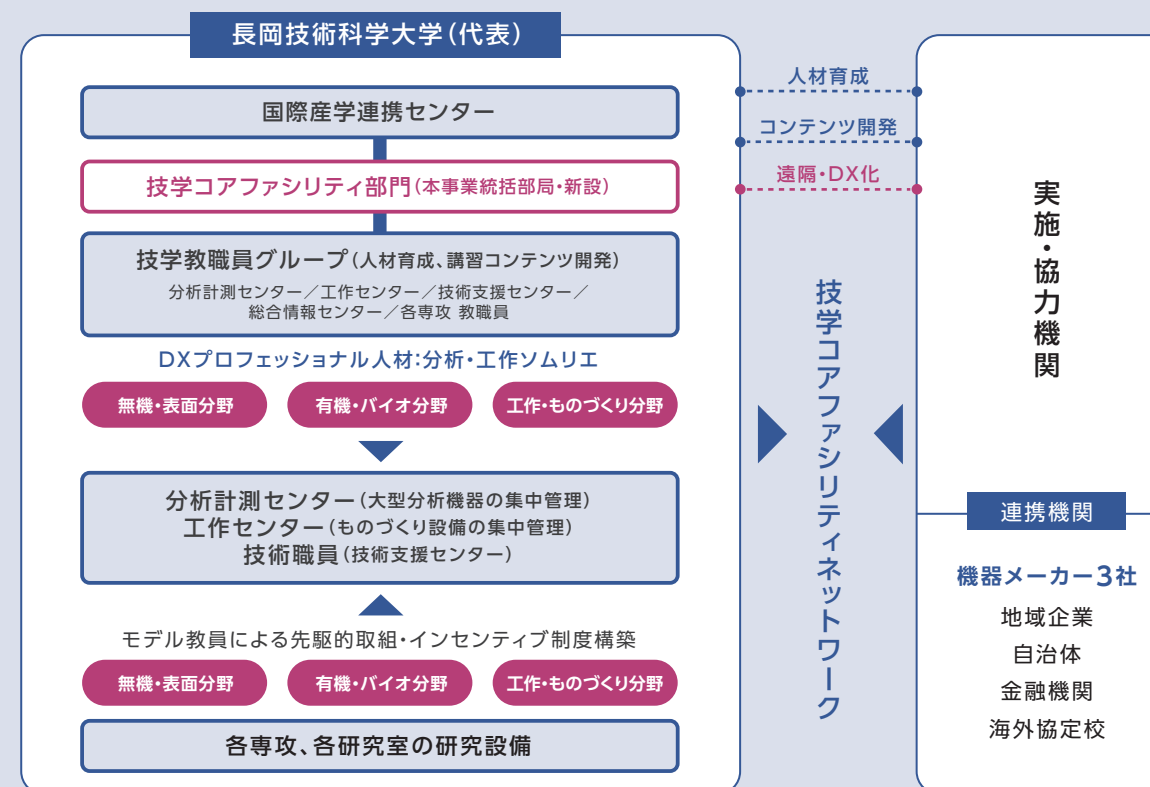 長岡技術科学大学(代表)
国際産学連携センター
技学コアファシリティ部門(本事業統括部局・新設)
技学教職員グループ(人材育成、講習コンテンツ開発)
分析計測センター／工作センター／技術支援センター／
総合情報センター／各専攻 教職員
DXプロフェッショナル人材:分析・工作ソムリエ
無機・表面分野
有機・バイオ分野
工作・ものづくり分野
分析計測センター(大型分析機器の集中管理)
工作センター(ものづくり設備の集中管理)
技術職員(技術支援センター)
モデル教員による先駆的取組・インセンティブ制度構築
無機・表面分野
有機・バイオ分野
工作・ものづくり分野
各専攻、各研究室の研究設備
人材育成
コンテンツ開発
遠隔・DX化
技学コアファシリティネットワーク
実施・協力機関
連携機関
機器メーカー3社
地域企業
自治体
金融機関
海外協定校